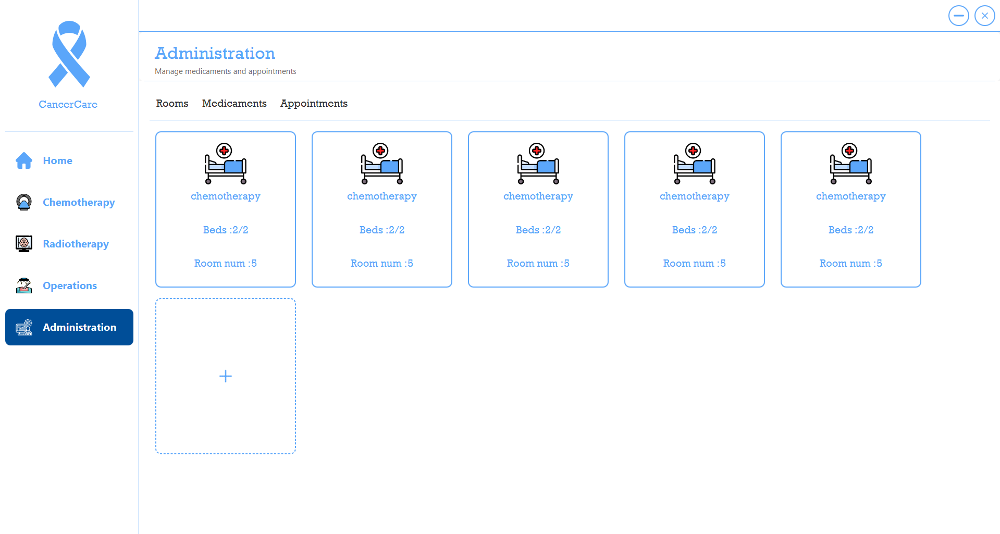 CancerCare
Home
Chemotherapy
Radiotherapy
Operations
Administration
Administration
Manage medicaments and appointments
Rooms Medicaments Appointments
chemotherapy chemotherapy chemotherapy chemotherapy chemotherapy
Beds :2/2 Beds :2/2 Beds :2/2 Beds :2/2 Beds :2/2
Room num :5 Room num :5 Room num :5 Room num :5 Room num :5